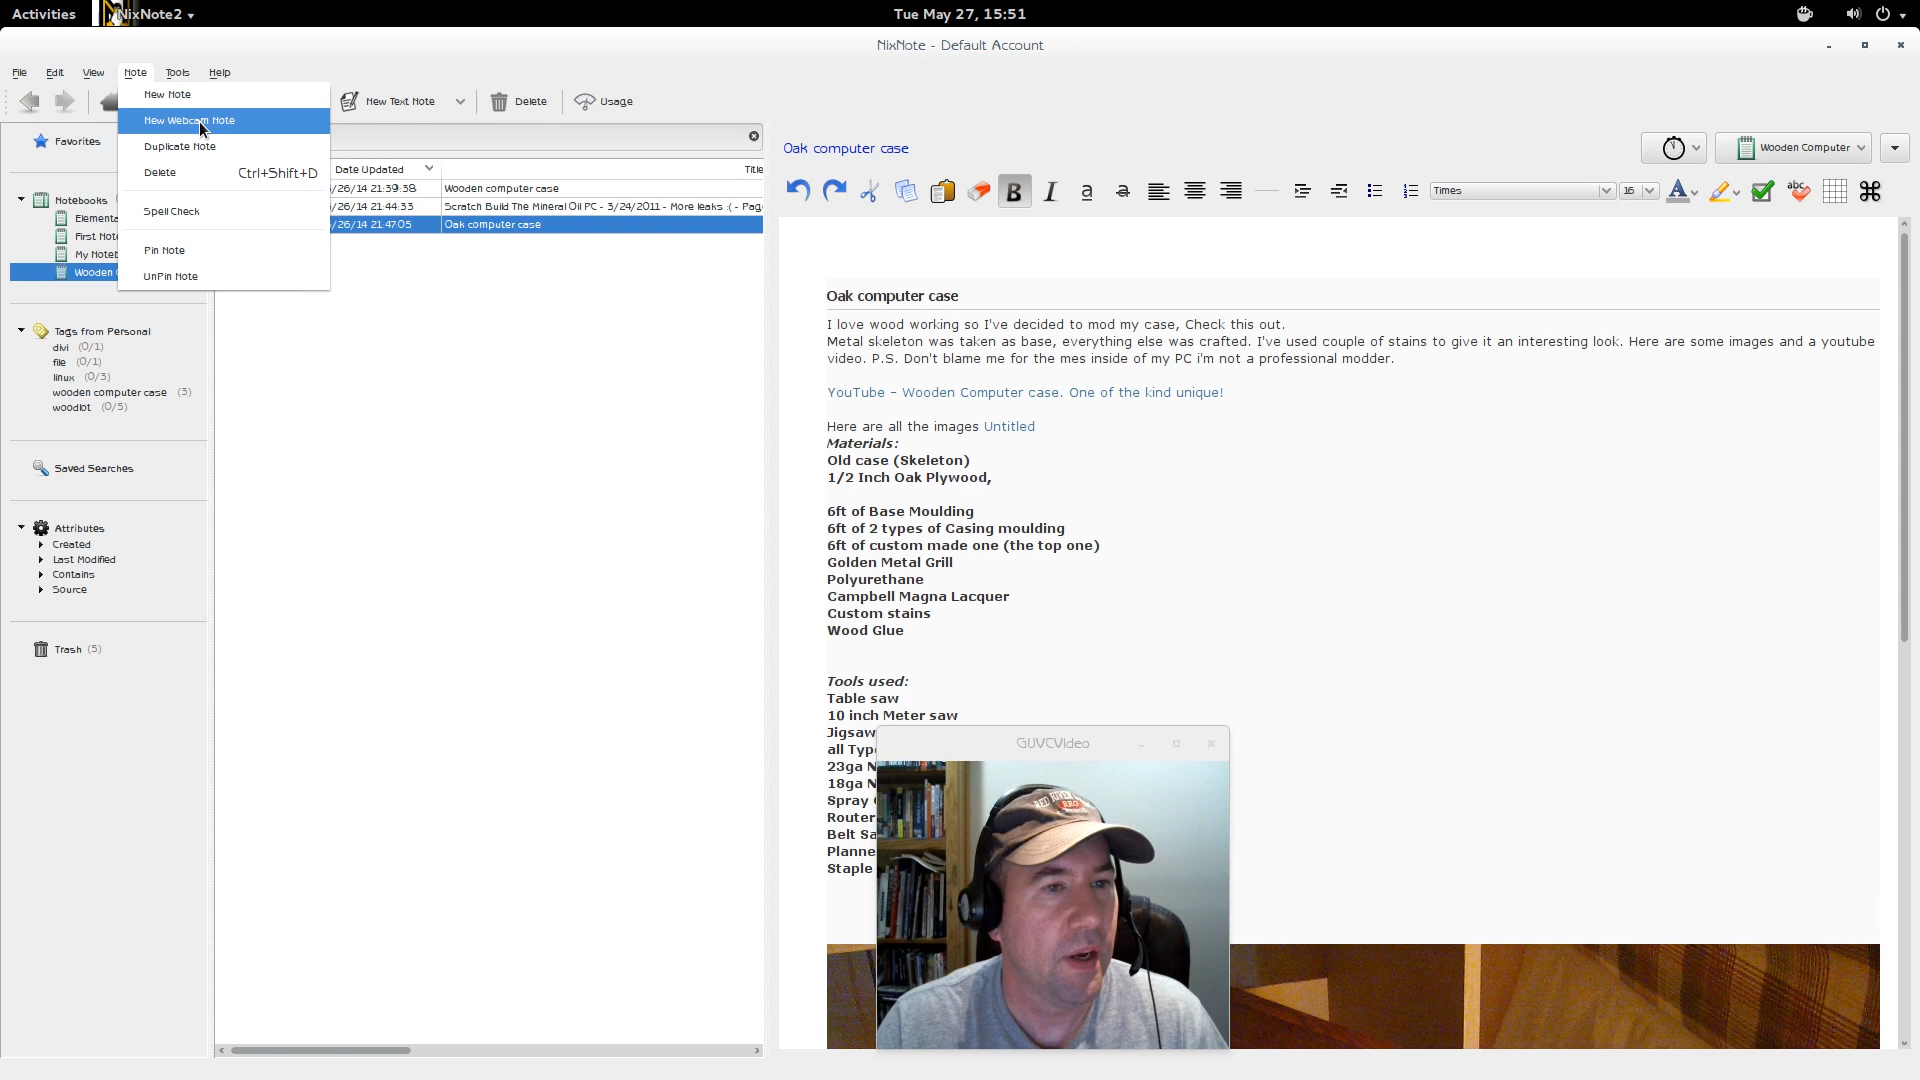 Activities
NixNote2
Tue May 27, 15:51
NixNote - Default Account
File Edit View Note Tools Help
New Note
New Webcam Note
Duplicate Note
Delete Ctrl+Shift+D
Spell Check
Pin Note
UnPin Note
New Text Note Delete Usage
Favorites
Notebooks
Elementa
First Note
My Noteb
Wooden C
Tags from Personal
divi (0/1)
file (0/1)
linux (0/3)
wooden computer case (3)
woodlot (0/5)
Saved Searches
Attributes
Created
Last Modified
Contains
Source
Trash (5)
Date Updated Title
/26/14 21:39:38 Wooden computer case
/26/14 21:44:33 Scratch Build The Mineral Oil PC - 3/24/2011 - More leaks :( - Pag
/26/14 21:47:05 Oak computer case
Oak computer case
Wooden Computer
Times 16
Oak computer case
I love wood working so I've decided to mod my case, Check this out.
Metal skeleton was taken as base, everything else was crafted. I've used couple of stains to give it an interesting look. Here are some images and a youtube
video. P.S. Don't blame me for the mes inside of my PC i'm not a professional modder.
YouTube - Wooden Computer case. One of the kind unique!
Here are all the images Untitled
Materials:
Old case (Skeleton)
1/2 Inch Oak Plywood,
6ft of Base Moulding
6ft of 2 types of Casing moulding
6ft of custom made one (the top one)
Golden Metal Grill
Polyurethane
Campbell Magna Lacquer
Custom stains
Wood Glue
Tools used:
Table saw
10 inch Meter saw
Jigsaw
all Type
23ga N
18ga N
Spray
Router
Belt Sa
Planne
Staple
GUVCVideo
RED RIVER
BBQ